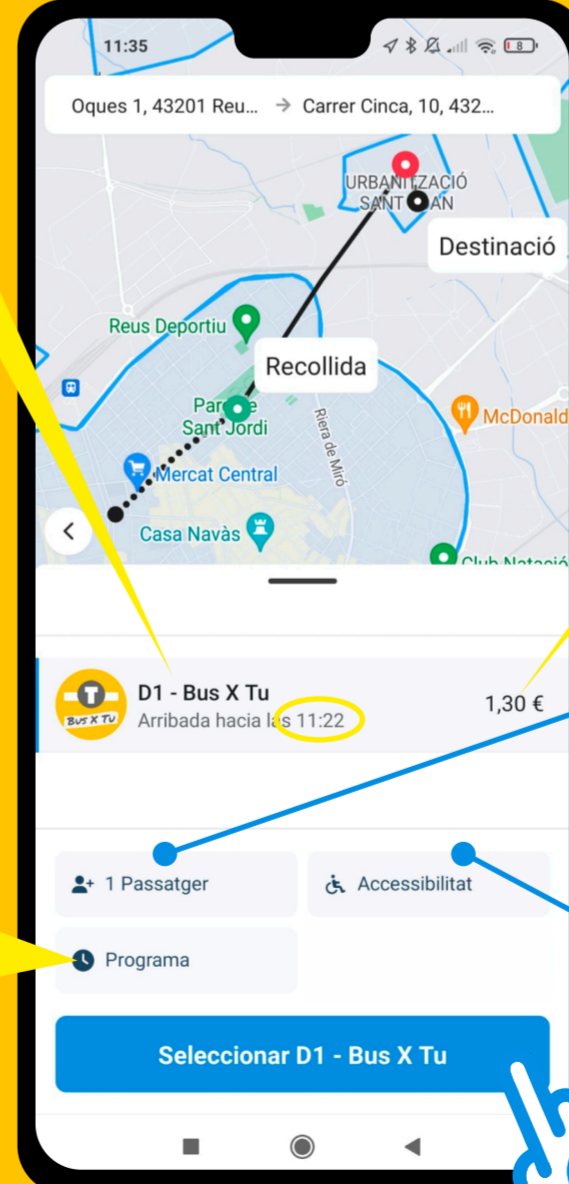 11:35
8
Oques 1, 43201 Reu... → Carrer Cinca, 10, 432...
URBANITZACIÓ
SANT JOAN
Destinació
Reus Deportiu
Recollida
Sant Jordi
Riera de Miró
McDonald
Mercat Central
Casa Navàs
Club Natació
D1 - Bus X Tu
1,30 €
T
BUS X TU
Arribada hacia las 11:22
1 Passatger
Accessibilitat
Programa
Seleccionar D1 - Bus X Tu